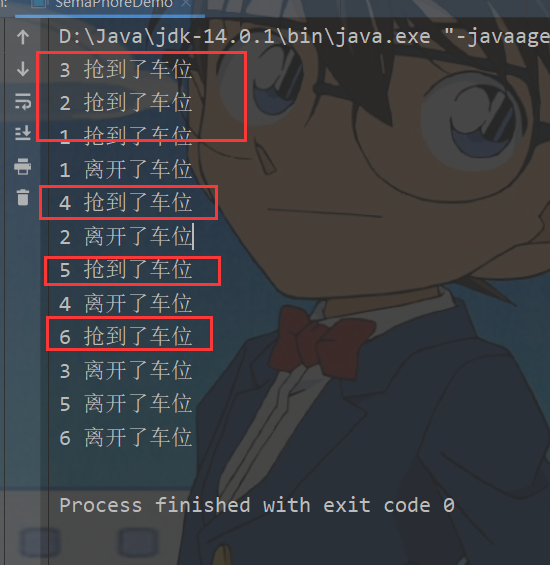 SemaPhoreDemo
D:\Java\jdk-14.0.1\bin\java.exe "-javaage
3 抢到了车位
2 抢到了车位
1 抢到了车位
1 离开了车位
4 抢到了车位
2 离开了车位
5 抢到了车位
4 离开了车位
6 抢到了车位
3 离开了车位
5 离开了车位
6 离开了车位
Process finished with exit code 0